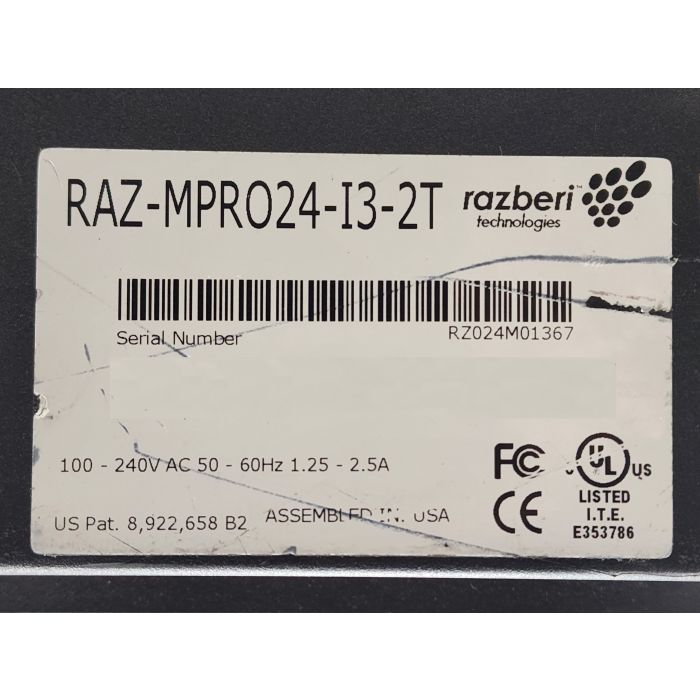 RAZ-MPRO24-I3-2T
razberi
technologies
Serial Number
RZ024M01367
100 - 240V AC 50 - 60Hz 1.25 - 2.5A
FC
c UL US
LISTED
I.T.E.
E353786
CE
US Pat. 8,922,658 B2
ASSEMBLED IN USA